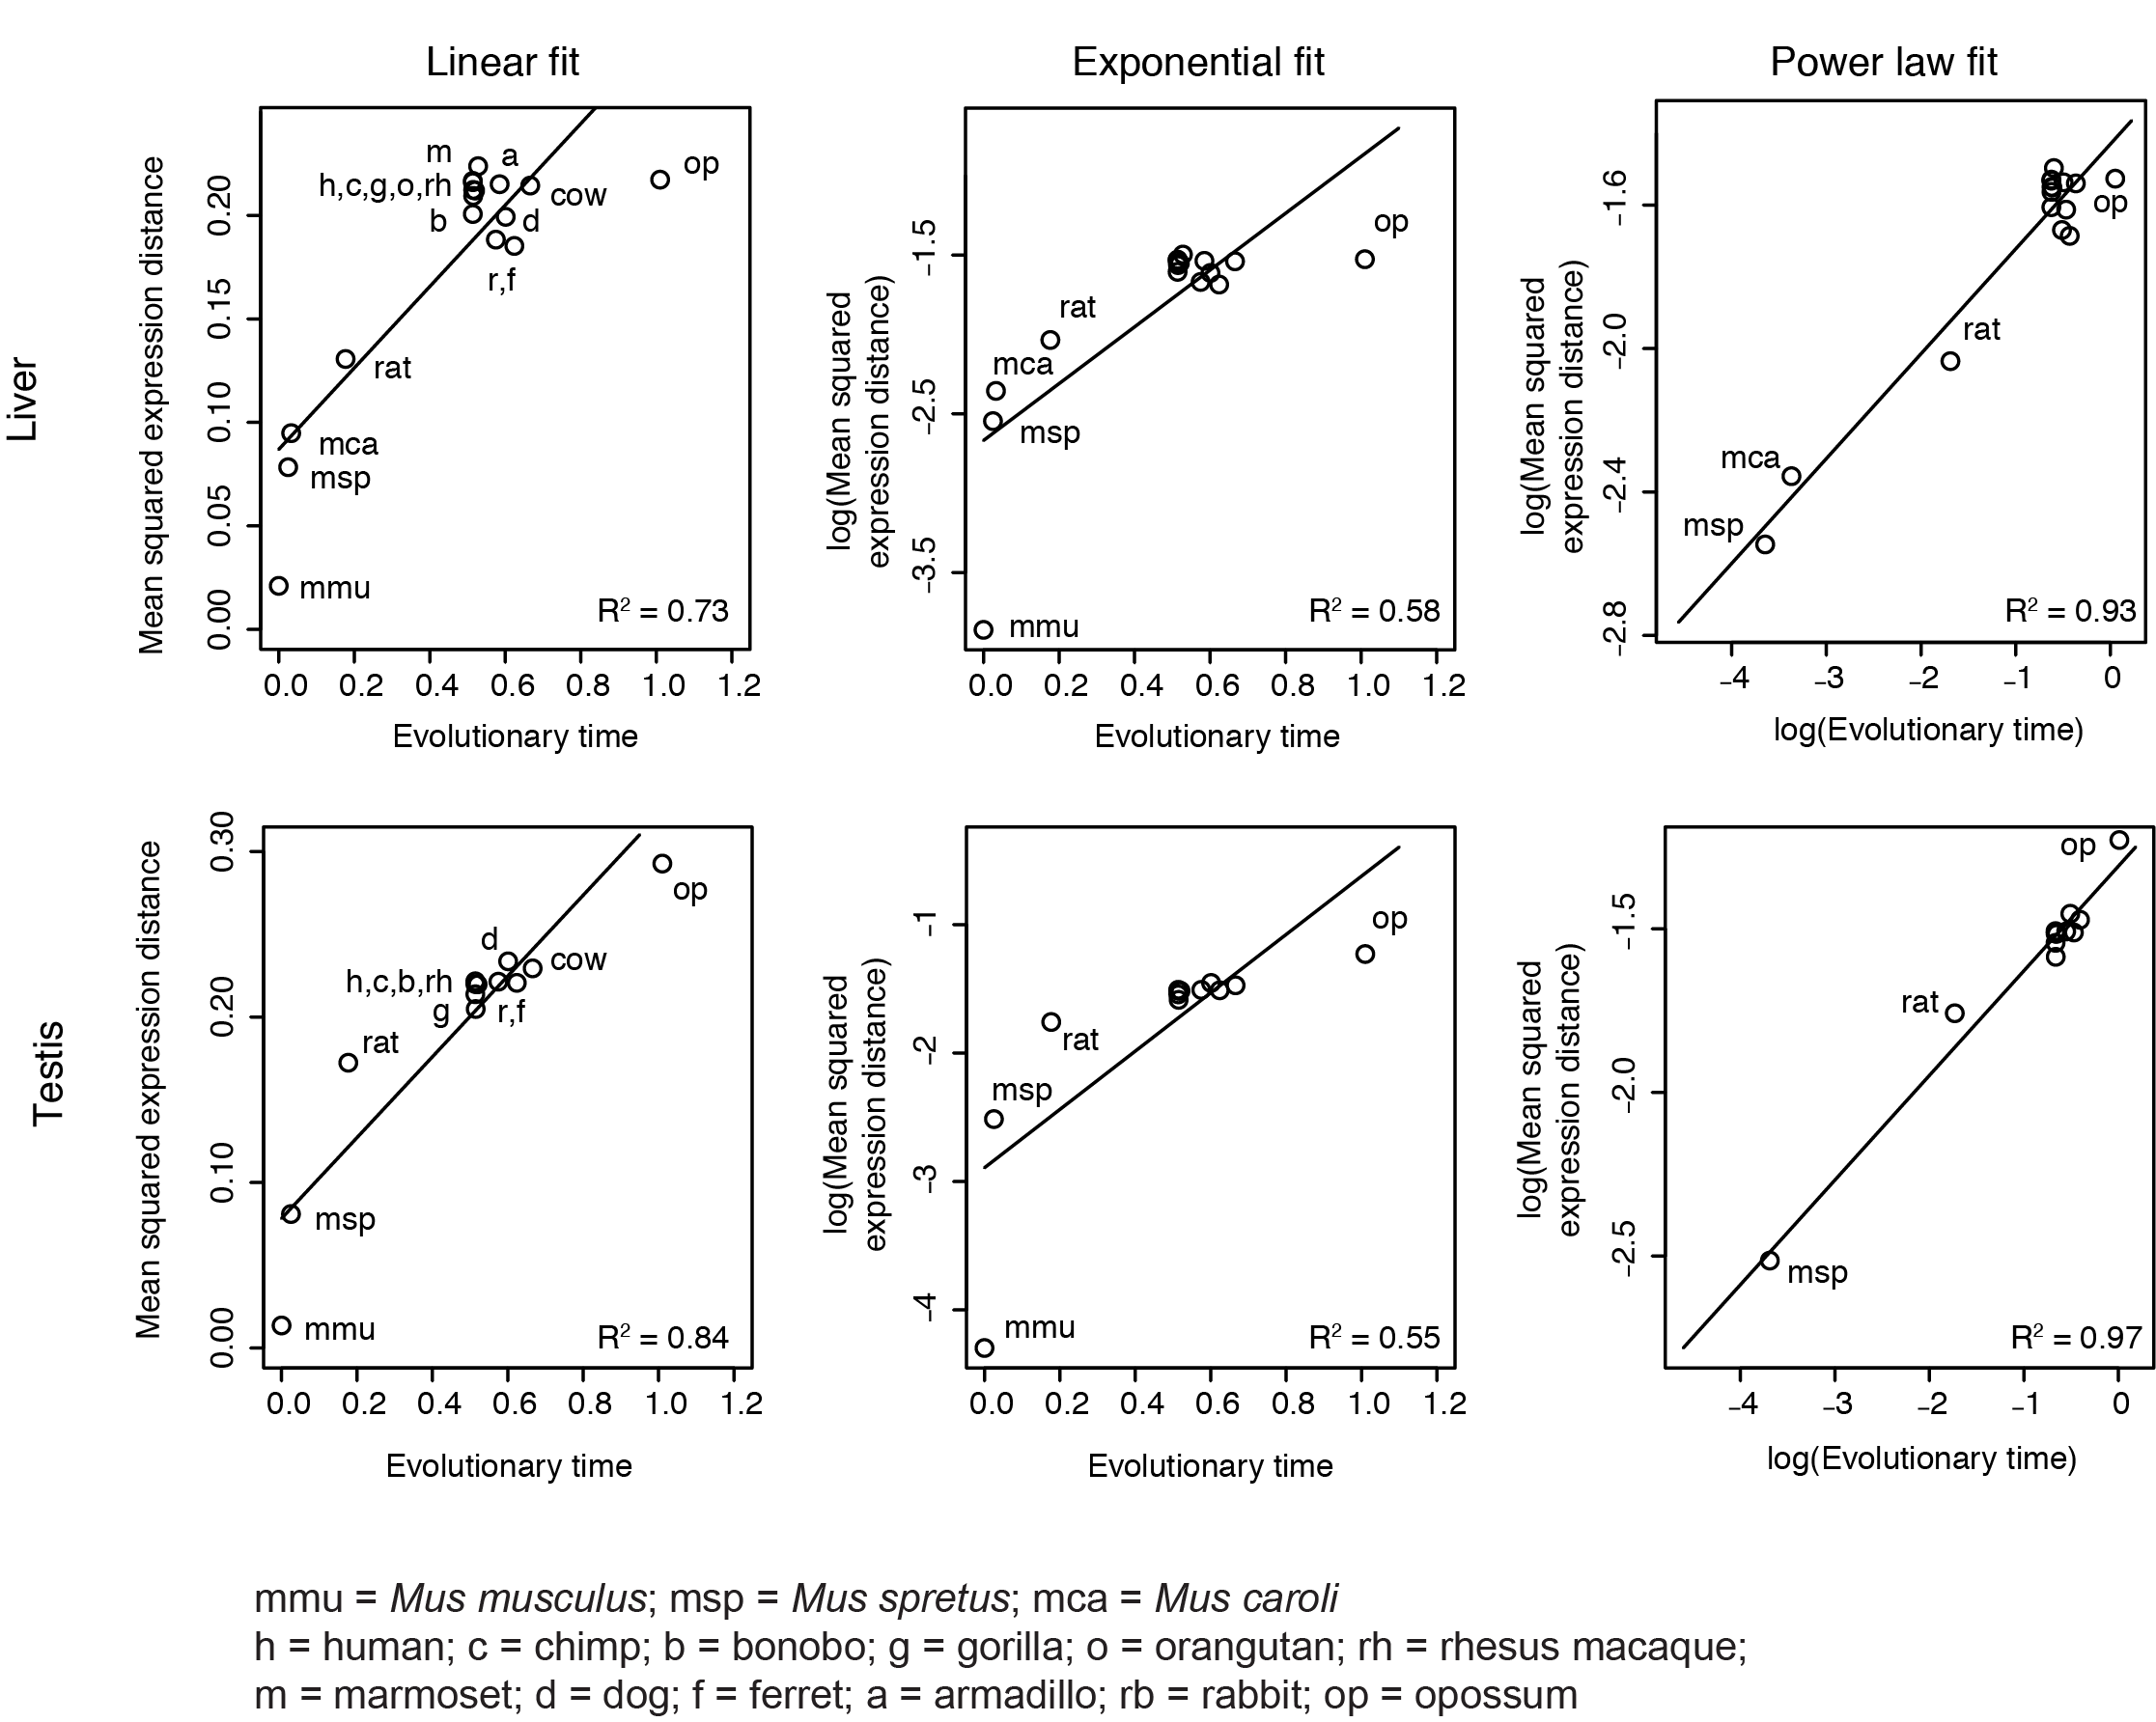 Linear fit
Exponential fit
Power law fit
Liver
Mean squared expression distance
0.20
0.15
0.10
0.05
0.00
m
a
op
h,c,g,o,rh
cow
b
d
r,f
rat
mca
msp
mmu
R2 = 0.73
0.0 0.2 0.4 0.6 0.8 1.0 1.2
Evolutionary time
log(Mean squared
expression distance)
−1.5
−2.5
−3.5
op
rat
mca
msp
mmu
R2 = 0.58
0.0 0.2 0.4 0.6 0.8 1.0 1.2
Evolutionary time
log(Mean squared
expression distance)
−1.6
−2.0
−2.4
−2.8
op
rat
mca
msp
R2 = 0.93
−4 −3 −2 −1 0
log(Evolutionary time)
Testis
Mean squared expression distance
0.30
0.20
0.10
0.00
op
d
cow
h,c,b,rh
g
r,f
rat
msp
mmu
R2 = 0.84
0.0 0.2 0.4 0.6 0.8 1.0 1.2
Evolutionary time
log(Mean squared
expression distance)
−1
−2
−3
−4
op
rat
msp
mmu
R2 = 0.55
0.0 0.2 0.4 0.6 0.8 1.0 1.2
Evolutionary time
log(Mean squared
expression distance)
−1.5
−2.0
−2.5
op
rat
msp
R2 = 0.97
−4 −3 −2 −1 0
log(Evolutionary time)
mmu = Mus musculus; msp = Mus spretus; mca = Mus caroli
h = human; c = chimp; b = bonobo; g = gorilla; o = orangutan; rh = rhesus macaque;
m = marmoset; d = dog; f = ferret; a = armadillo; rb = rabbit; op = opossum